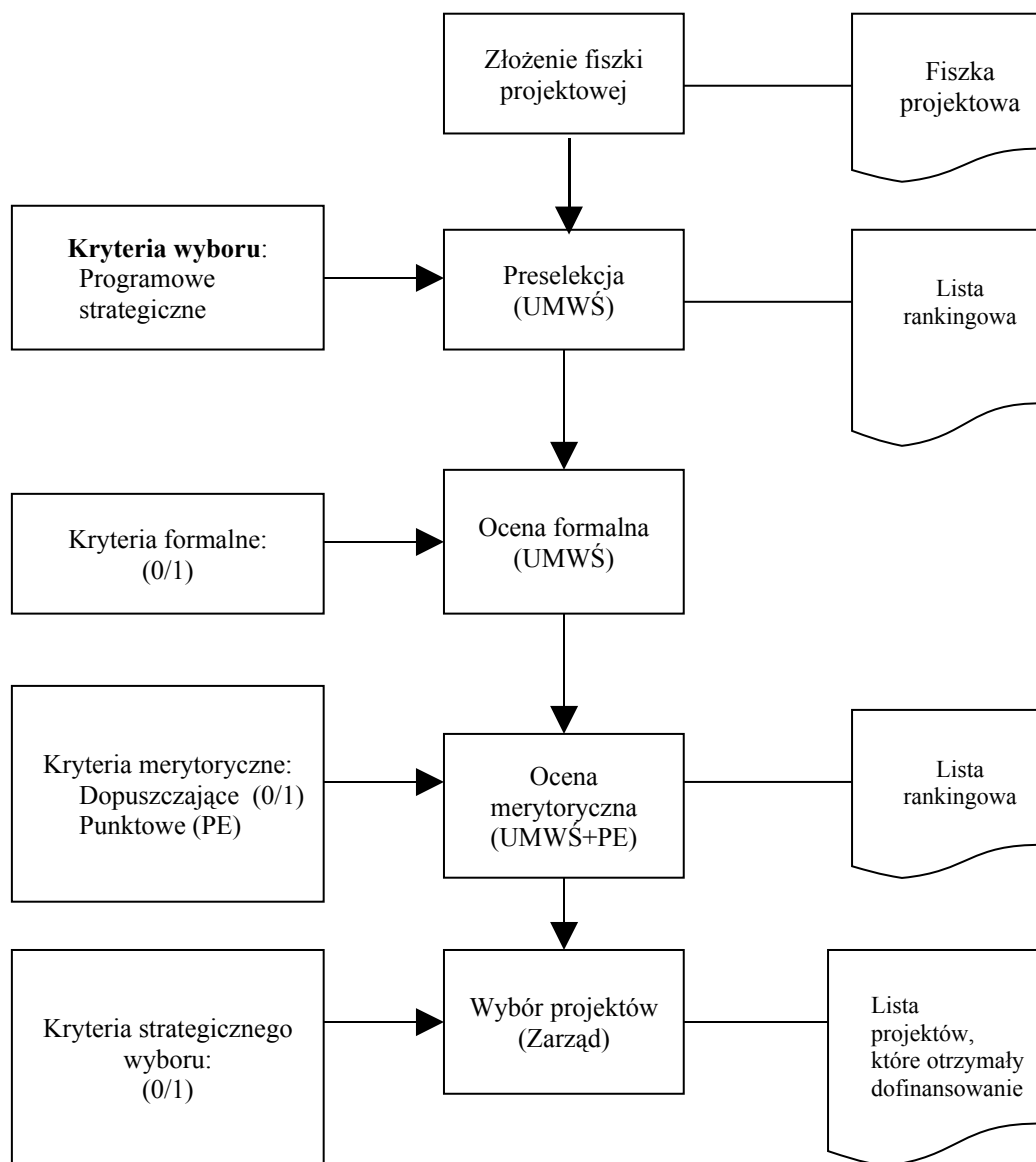 Złożenie fiszki
projektowej
Fiszka
projektowa
Kryteria wyboru:
Programowe
strategiczne
Preselekcja
(UMWŚ)
Lista
rankingowa
Kryteria formalne:
(0/1)
Ocena formalna
(UMWŚ)
Kryteria merytoryczne:
Dopuszczające (0/1)
Punktowe (PE)
Ocena
merytoryczna
(UMWŚ+PE)
Lista
rankingowa
Kryteria strategicznego
wyboru:
(0/1)
Wybór projektów
(Zarząd)
Lista
projektów,
które otrzymały
dofinansowanie